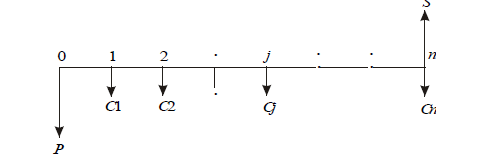 S
0 1 2 . j . . n
C1 C2 . Cj Cn
P